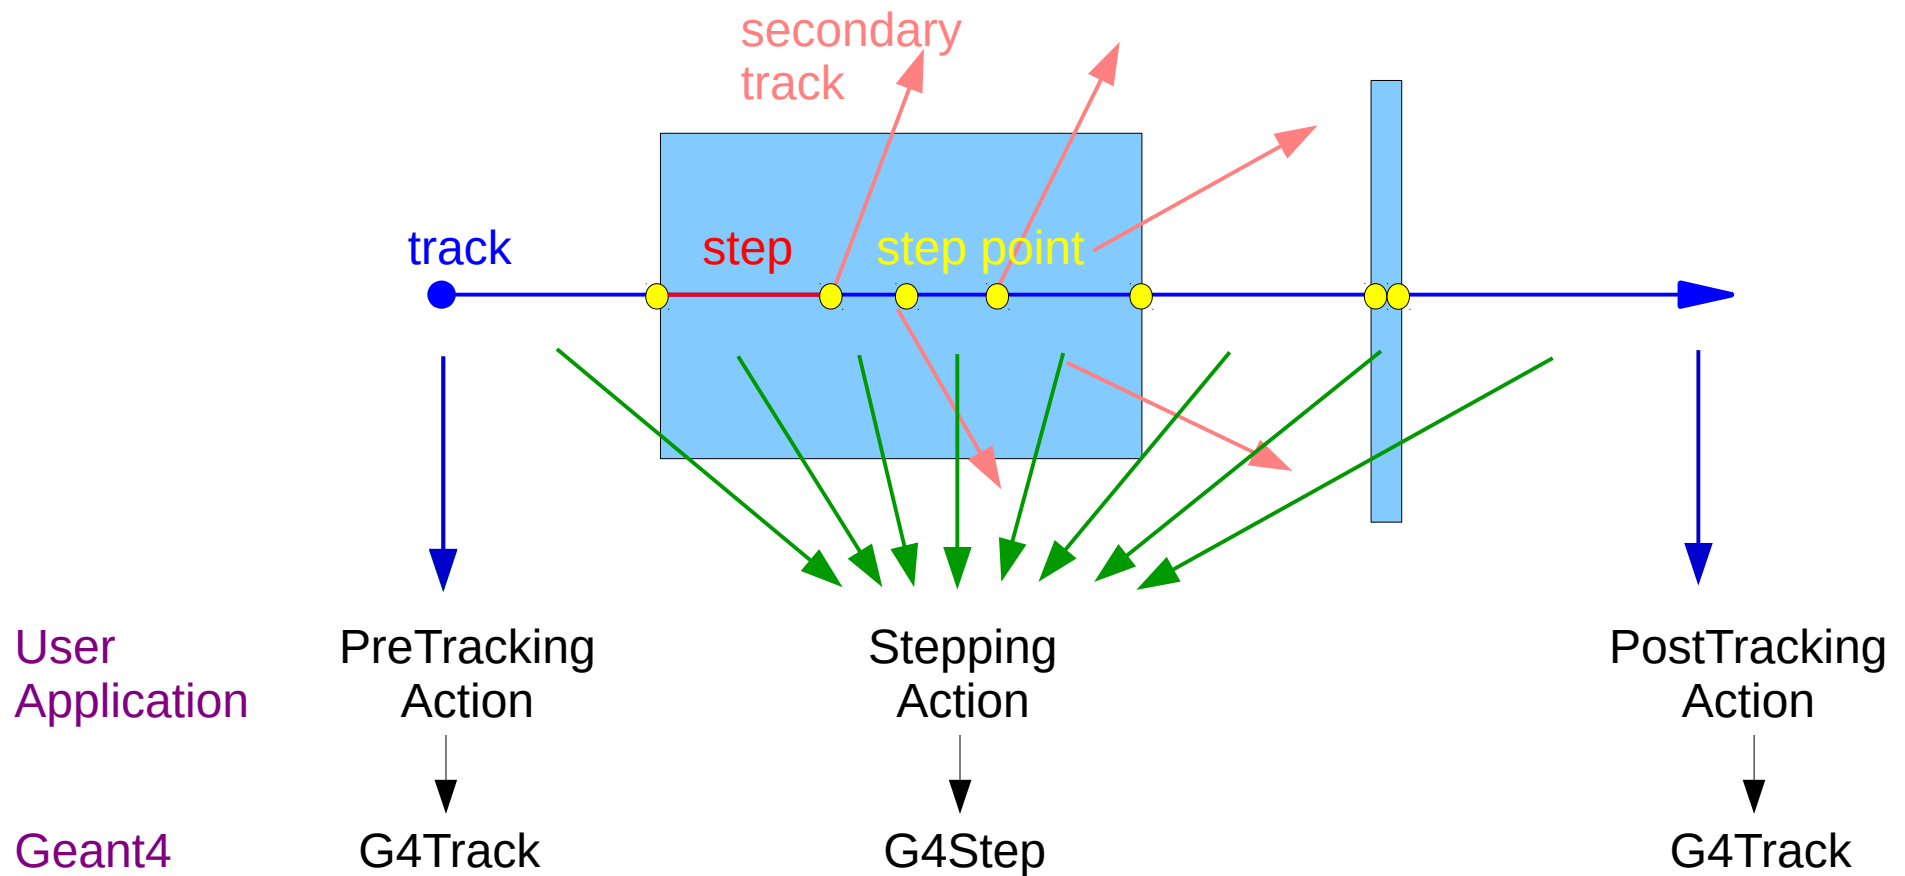 secondary
track
track
step
step point
User
Application
PreTracking
Action
Stepping
Action
PostTracking
Action
Geant4
G4Track
G4Step
G4Track